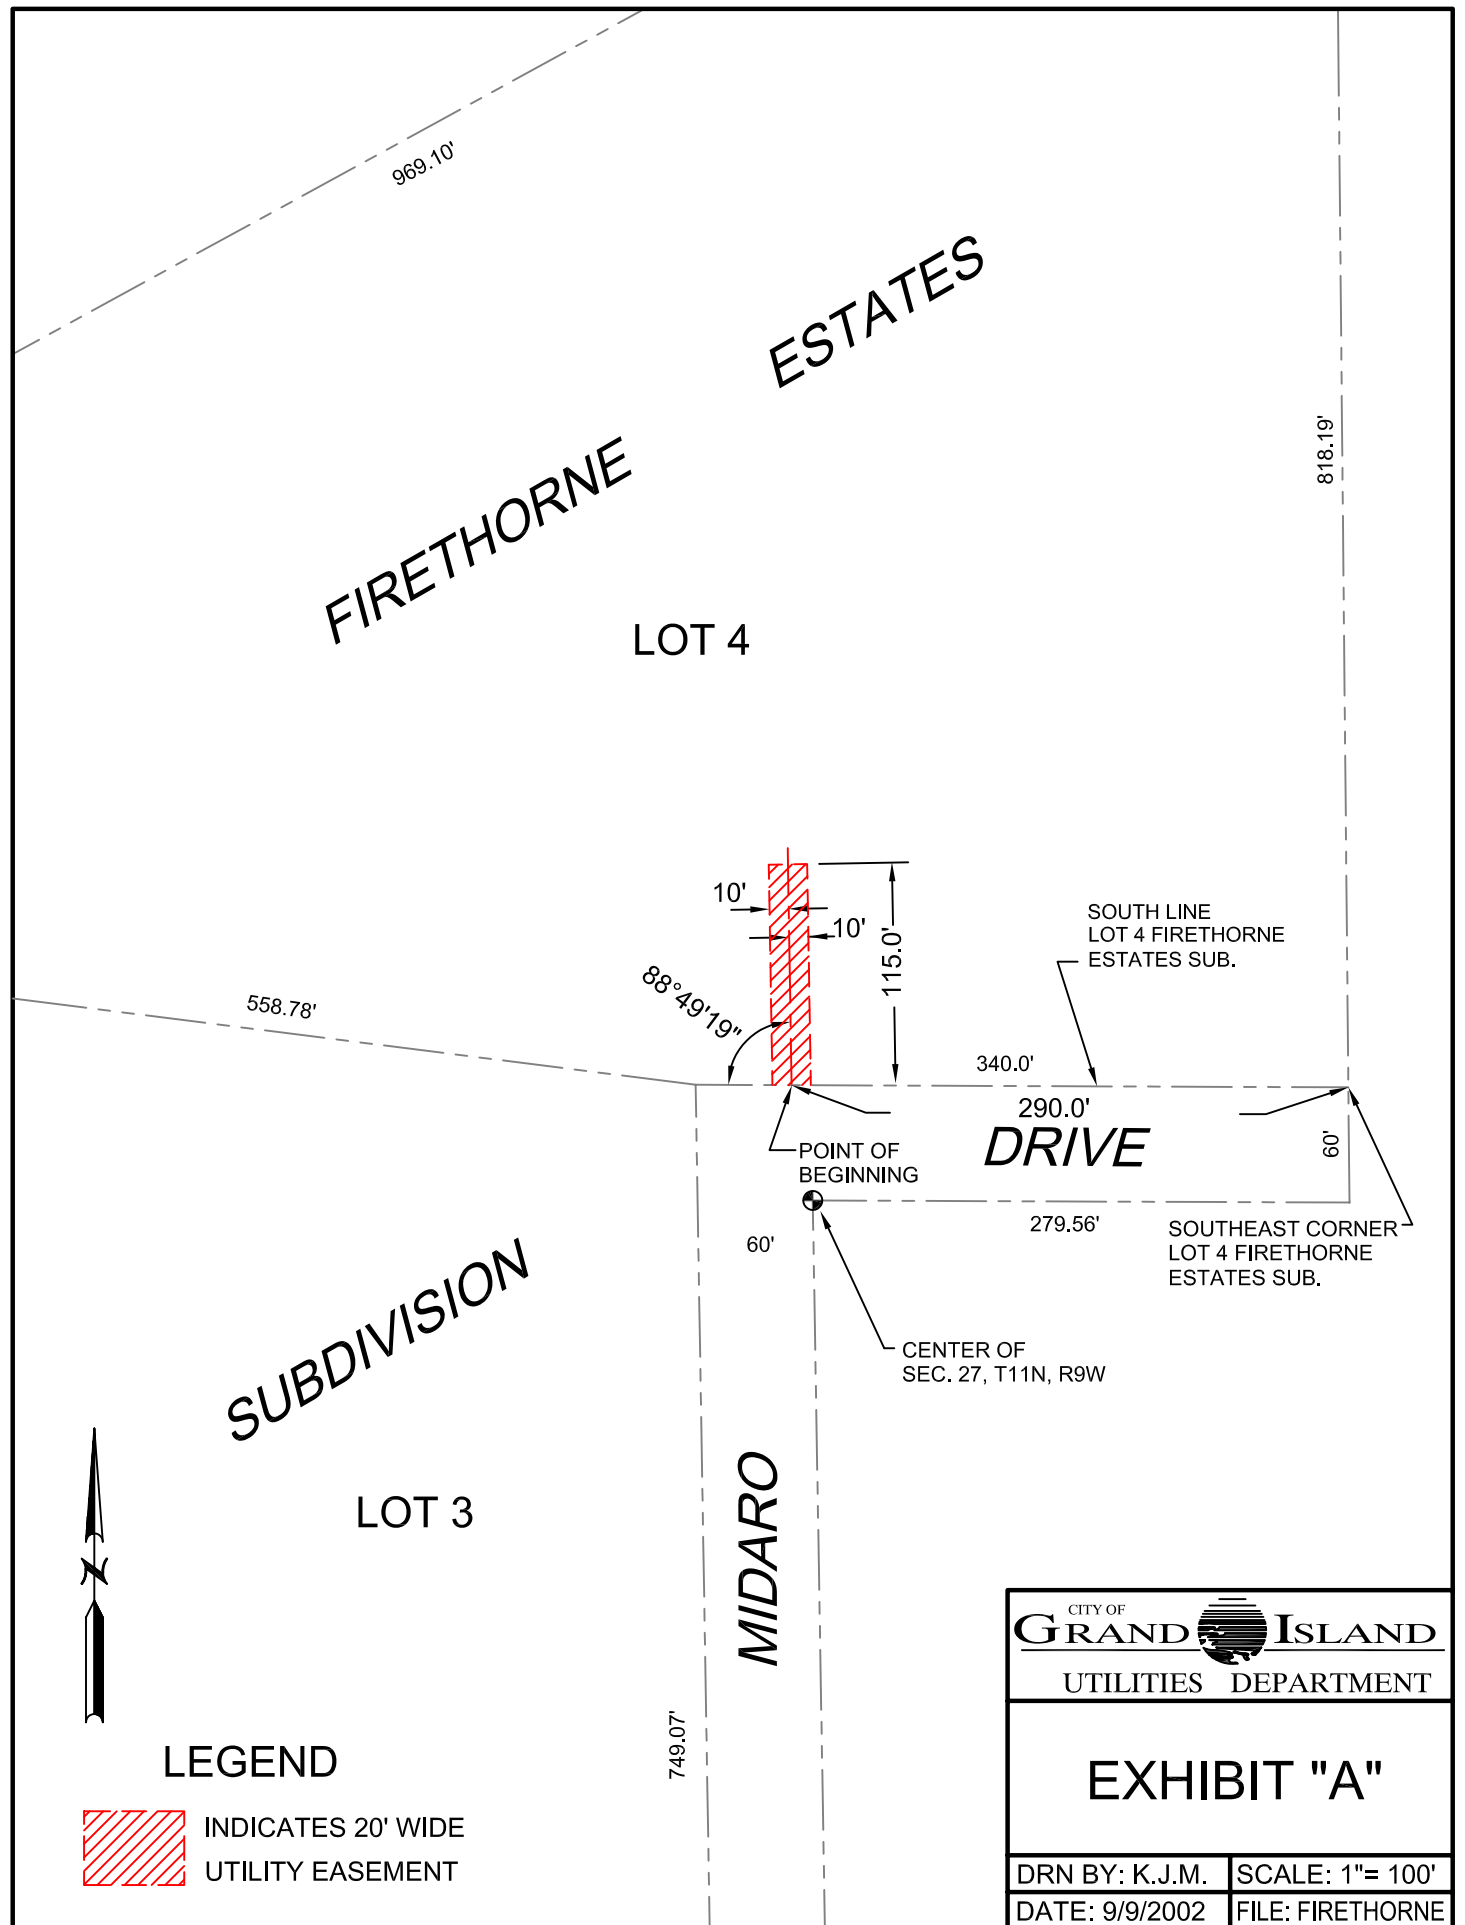 969.10'
ESTATES
818.19'
FIRETHORNE
LOT 4
10'
10'
115.0'
SOUTH LINE
LOT 4 FIRETHORNE
ESTATES SUB.
88°49'19"
558.78'
340.0'
290.0'
DRIVE
60'
POINT OF
BEGINNING
279.56'
60'
SOUTHEAST CORNER
LOT 4 FIRETHORNE
ESTATES SUB.
SUBDIVISION
CENTER OF
SEC. 27, T11N, R9W
LOT 3
MIDARO
N
749.07'
LEGEND
INDICATES 20' WIDE
UTILITY EASEMENT
CITY OF
GRAND ISLAND
UTILITIES DEPARTMENT
EXHIBIT "A"
DRN BY: K.J.M.
SCALE: 1"= 100'
DATE: 9/9/2002
FILE: FIRETHORNE